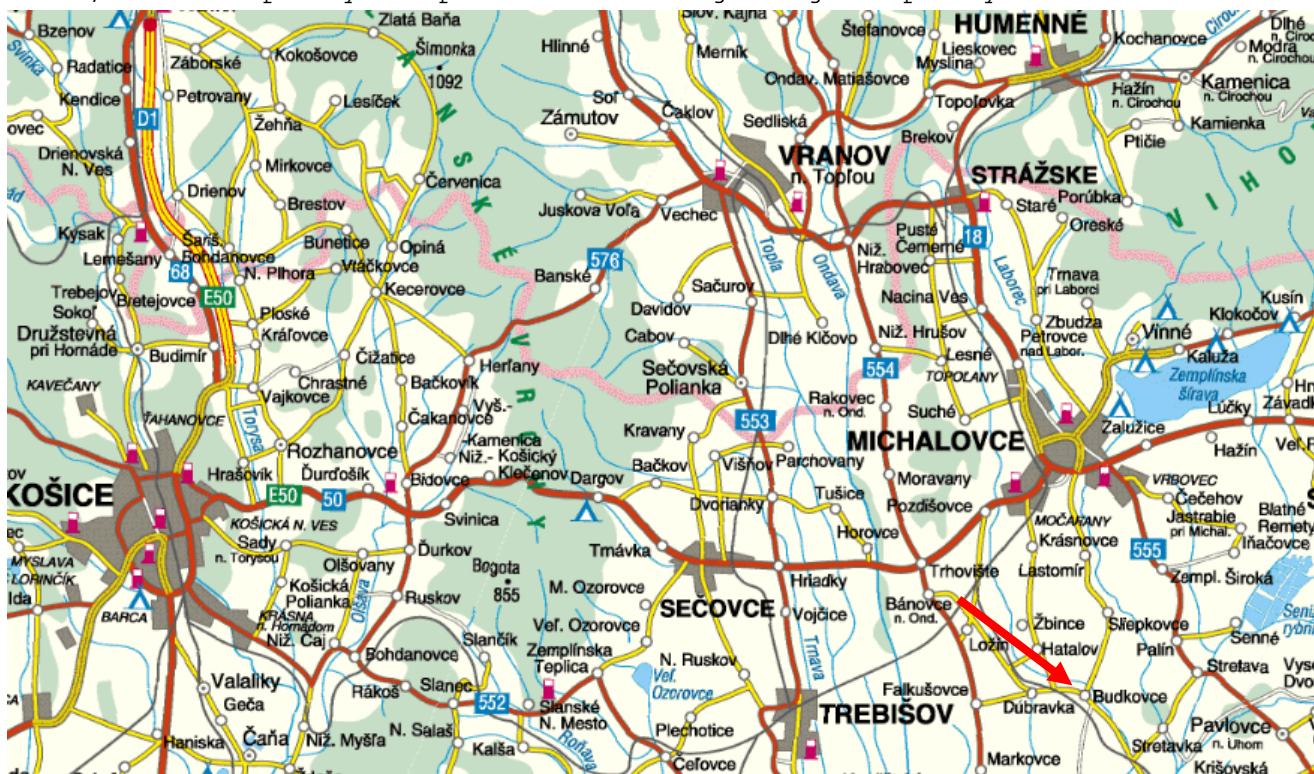 Bzenov
Zlatá Baňa
Radatice
Záborské
Kokošovce
Šimonka
1092
Kendice
Petrovany
Lesíček
D1
Žehňa
Drienovská
N. Ves
Mirkovce
Drienov
Brestov
Červenica
Kysak
Lemešany
Šariš.
Bohdanovce
Bunetice
Opiná
68
N. Plhora
Vtáčkovce
Trebejov
Bretejovce
E50
Kecerovce
Sokoľ
Ploské
Družstevná
pri Hornáde
Budimír
Kráľovce
Čižatice
KAVEČANY
Chrastné
Vajkovce
Bačkovík
Herľany
ŤAHANOVCE
Torysa
Čakanovce
Vyš.-
-Kamenica
Niž.-
Rozhanovce
Košický
Klečenov
Hrašovík
Ďurďošík
Bidovce
KOŠICE
E50
50
Svinica
KOŠICKÁ N. VES
Sady
n. Torysou
Olšovany
Ďurkov
MYSLAVA
LORINČÍK
Košická
Polianka
Olšava
Ruskov
BARCA
KRÁSNA
n. Hornádom
Niž. Čaj
Bohdanovce
Slančík
Valaliky
Geča
Rákoš
Slanec
552
Haniska
Čaňa
Niž. Myšľa
N. Salaš
Kalša
Roňava
Slanské
N. Mesto
Bogota
855
M. Ozorovce
Veľ. Ozorovce
Zemplínska
Teplica
Veľ.
Ozorovce
N. Ruskov
Plechotice
Čeľovce
SEČOVCE
TREBIŠOV
Hlinné
Slov. Kajňa
Merník
Štefanovce
HUMENNÉ
Kochanovce
Cirocha
Dlhé
n. Ciroch
Modra
n. Cirochou
Lieskovec
Myslina
Ondav. Matiašovce
Soľ
Čaklov
Sedliská
Topoľovka
Hažín
n. Cirochou
Kamenica
n. Cirochou
Zámutov
Brekov
Ptičie
Kamienka
VRANOV
n. Topľou
STRÁŽSKE
Porúbka
VIHO
Juskova Voľa
Vechec
Staré
Oreské
Pusté
Čemerné
18
576
Banské
Topľa
Ondava
Niž.
Hrabovec
Laborec
Trnava
pri Laborci
Sačurov
Davidov
Nacina Ves
Kusín
Klokočov
Cabov
Dlhé Klčovo
Niž. Hrušov
Zbudza
Petrovce
nad Labor.
Vinné
Sečovská
Polianka
554
Lesné
TOPOĽANY
Kaluža
Zemplínska
šírava
553
Rakovec
n. Ond.
Suché
Lúčky
Závad
Kravany
MICHALOVCE
Zalužice
Hažín
Bačkov
Višňov
Parchovany
Moravany
VRBOVEC
Dargov
Dvorianky
Tušice
Pozdišovce
Čečehov
Jastrabie
pri Michal.
Blatné
Remety
Iňačovce
MOČARANY
Horovce
Krásnovce
555
Trnávka
Hriadky
Trhovište
Lastomír
Zempl. Široká
Vojčice
Bánovce
n. Ond.
Žbince
Sliepkovce
Senné
Trnava
Ložín
Hatalov
Palín
Stretava
Falkušovce
Dúbravka
Budkovce
Pavlovce
n. Uhom
Markovce
Stretavka
Krišovská